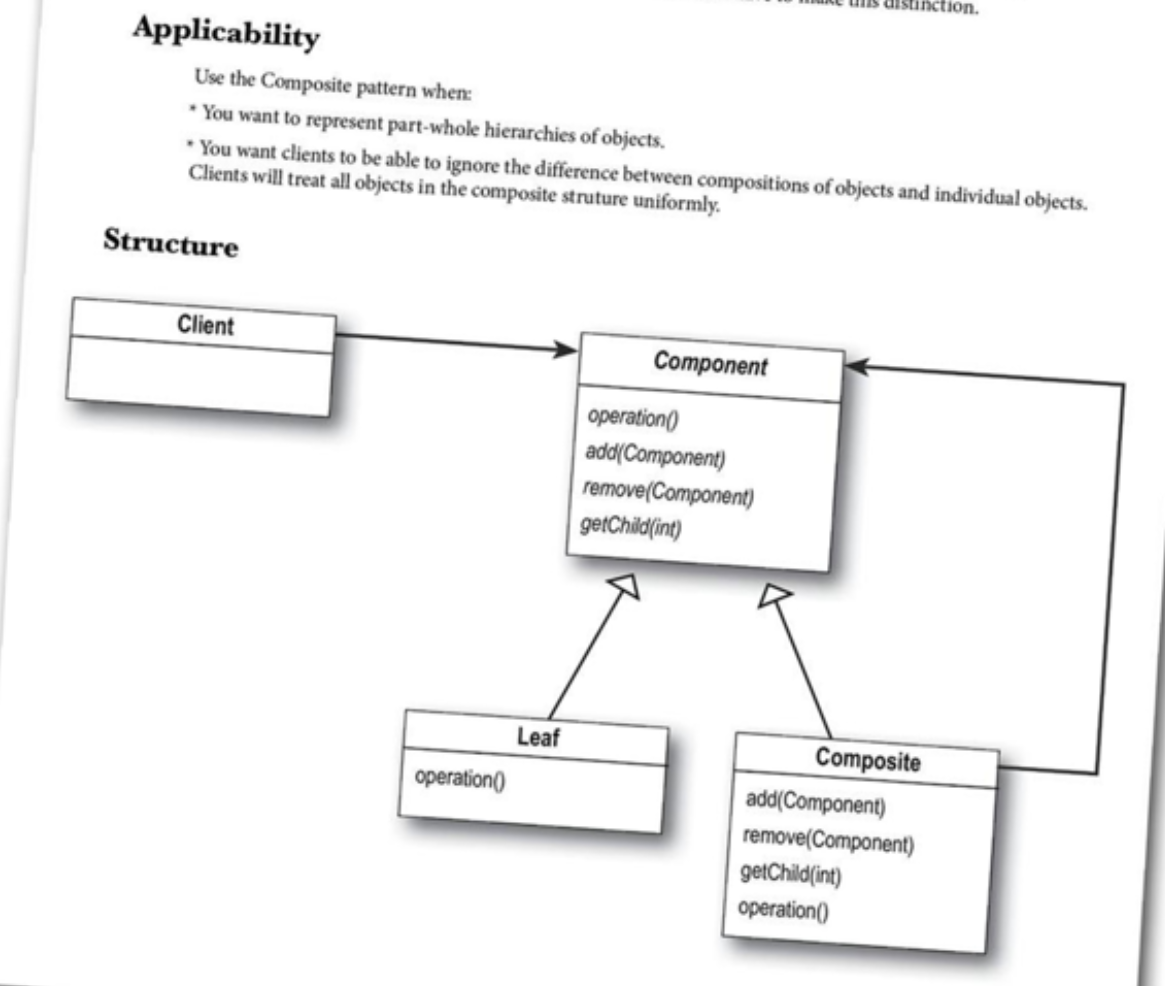 make this distinction.
Applicability
Use the Composite pattern when:
* You want to represent part-whole hierarchies of objects.
* You want clients to be able to ignore the difference between compositions of objects and individual objects.
Clients will treat all objects in the composite struture uniformly.
Structure
Client
Component
operation()
add(Component)
remove(Component)
getChild(int)
Leaf
operation()
Composite
add(Component)
remove(Component)
getChild(int)
operation()